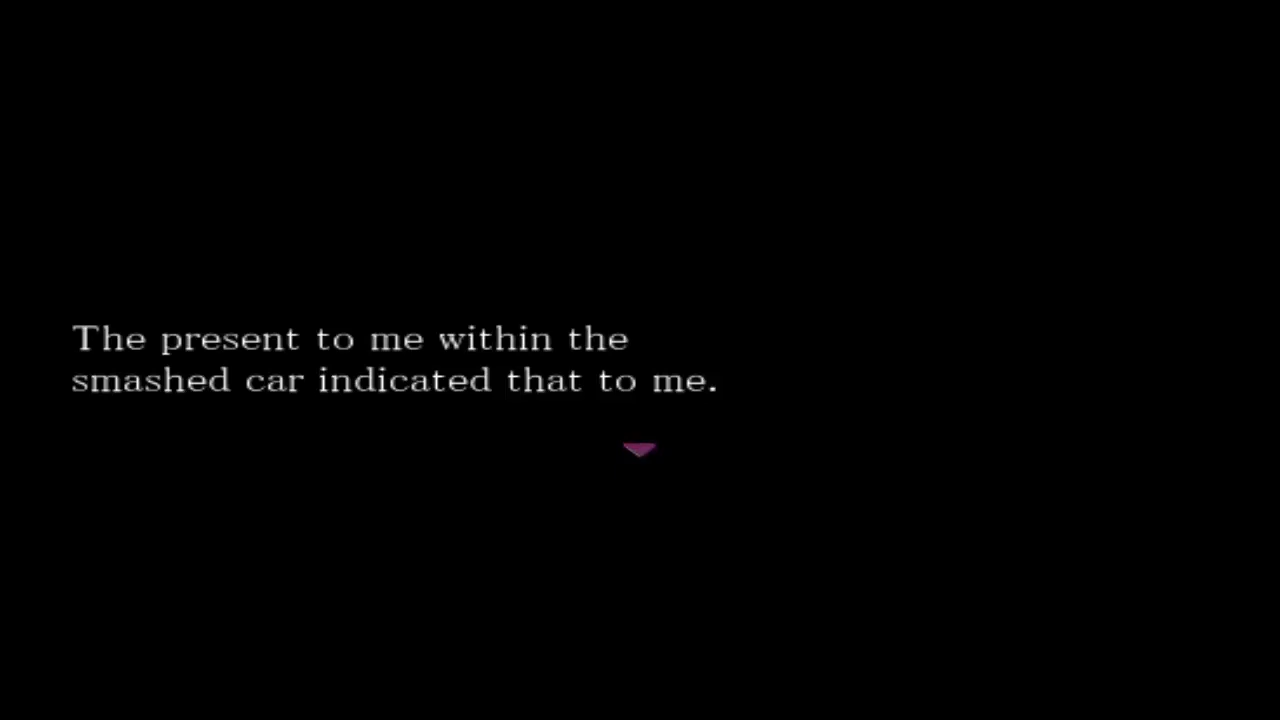 The present to me within the
smashed car indicated that to me.